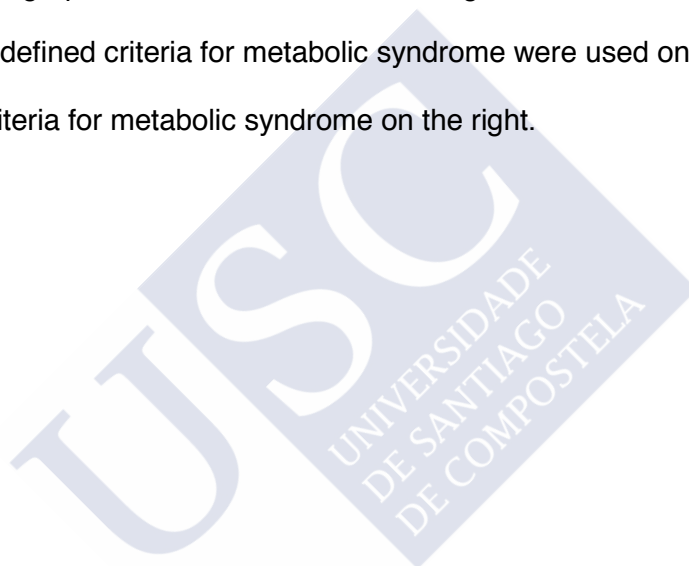 defined criteria for metabolic syndrome were used on
iteria for metabolic syndrome on the right.
USC
UNIVERSIDADE
DE SANTIAGO
DE COMPOSTELA